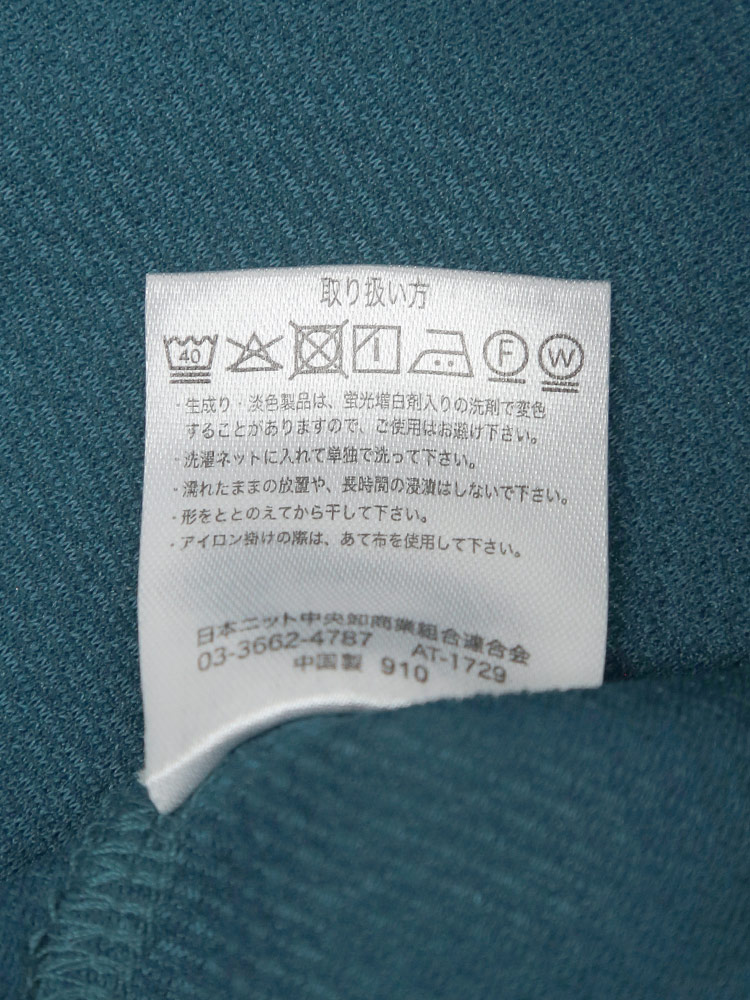 取り扱い方
40 F W
・生成り・淡色製品は、蛍光増白剤入りの洗剤で変色
することがありますので、ご使用はお避け下さい。
・洗濯ネットに入れて単独で洗って下さい。
・濡れたままの放置や、長時間の浸漬はしないで下さい。
・形をととのえてから干して下さい。
・アイロン掛けの際は、あて布を使用して下さい。
日本ニット中央卸商業組合連合会
03-3662-4787 AT-1729
中国製 910